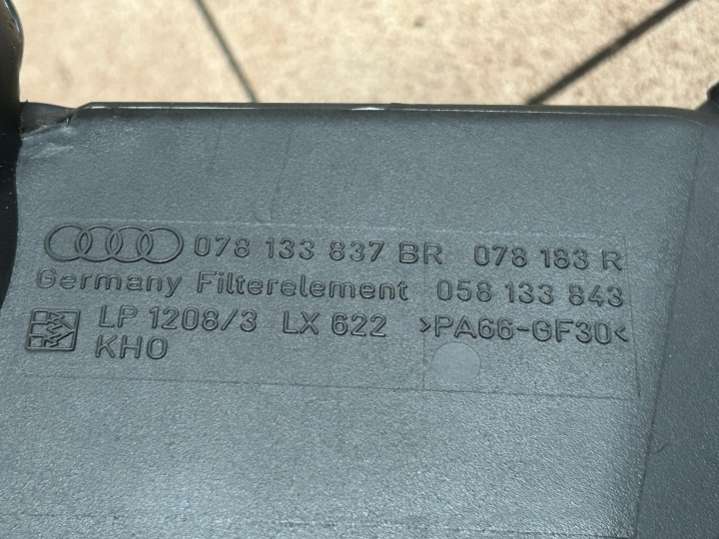 078 133 837 BR 078 183 R
Germany Filterelement 058 133 843
LP 1208/3 LX 622 >PA66-GF30<
KHO